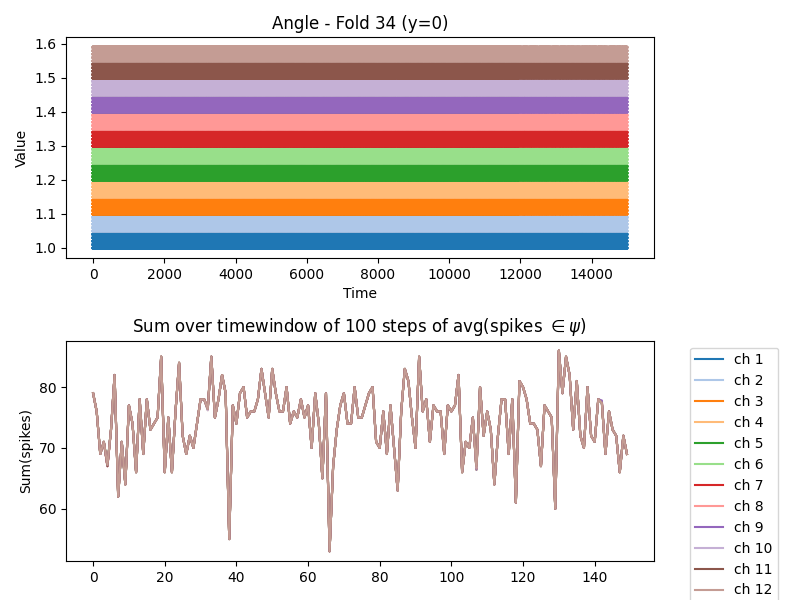 Angle - Fold 34 (y=0)
Value
1.6
1.5
1.4
1.3
1.2
1.1
1.0
0 2000 4000 6000 8000 10000 12000 14000
Time
Sum over timewindow of 100 steps of avg(spikes ∈ψ)
Sum(spikes)
80
70
60
0 20 40 60 80 100 120 140
ch 1
ch 2
ch 3
ch 4
ch 5
ch 6
ch 7
ch 8
ch 9
ch 10
ch 11
ch 12